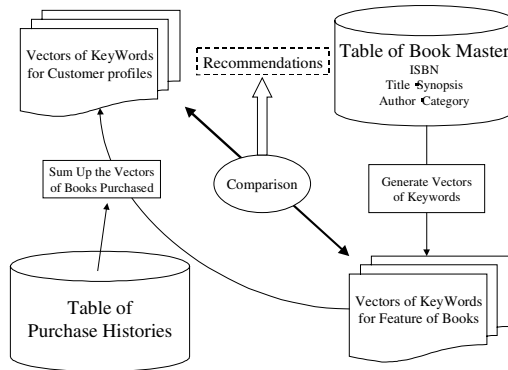 Vectors of KeyWords
for Customer profiles
Recommendations
Table of Book Master
ISBN
Title・Synopsis
Author・Category
Sum Up the Vectors
of Books Purchased
Comparison
Generate Vectors
of Keywords
Table of
Purchase Histories
Vectors of KeyWords
for Feature of Books